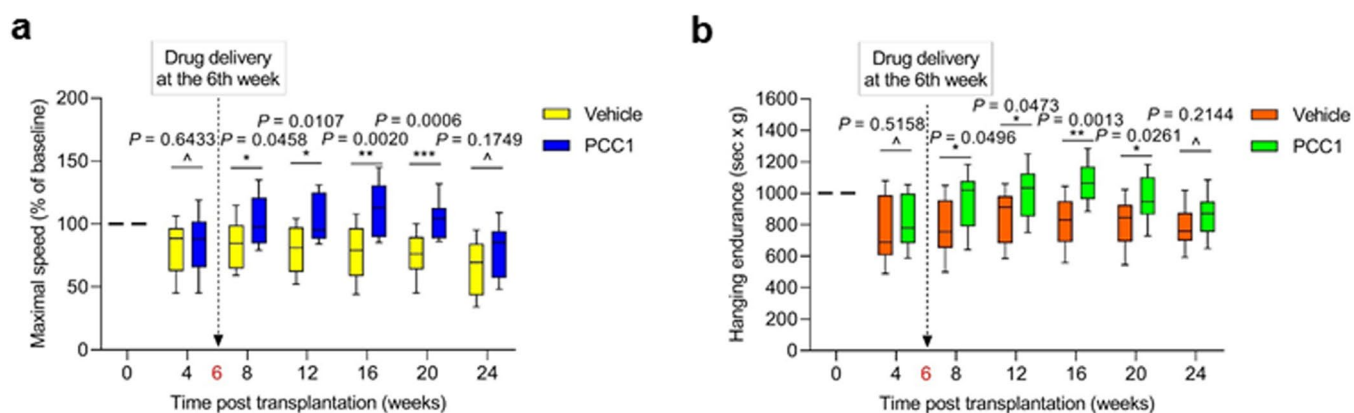 a
Drug delivery
at the 6th week
Maximal speed (% of baseline)
200
150
100
50
0
P = 0.6433
^
P = 0.0458
*
P = 0.0107
*
P = 0.0020
**
P = 0.0006
***
P = 0.1749
^
Vehicle
PCC1
0 4 6 8 12 16 20 24
Time post transplantation (weeks)
b
Drug delivery
at the 6th week
Hanging endurance (sec x g)
1600
1400
1200
1000
800
600
400
200
0
P = 0.5158
^
P = 0.0496
*
P = 0.0473
*
P = 0.0013
**
P = 0.0261
*
P = 0.2144
^
Vehicle
PCC1
0 4 6 8 12 16 20 24
Time post transplantation (weeks)